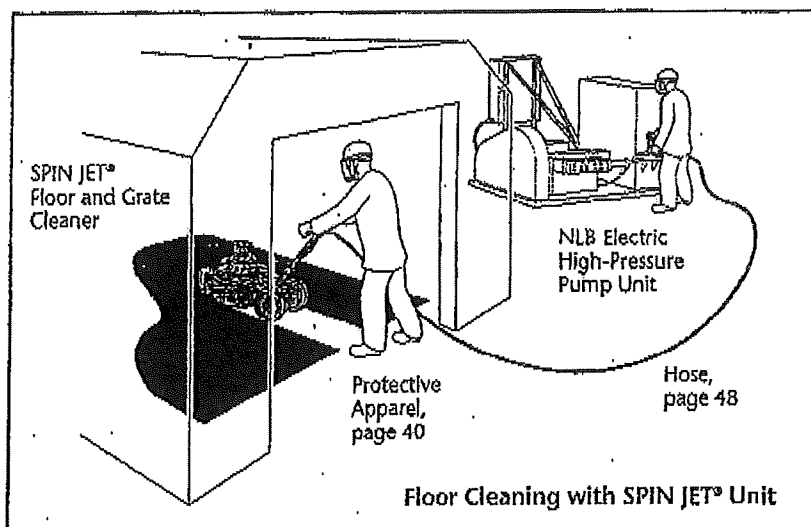 SPIN JET®
Floor and Grate
Cleaner
NLB Electric
High-Pressure
Pump Unit
Protective
Apparel,
page 40
Hose,
page 48
Floor Cleaning with SPIN JET® Unit